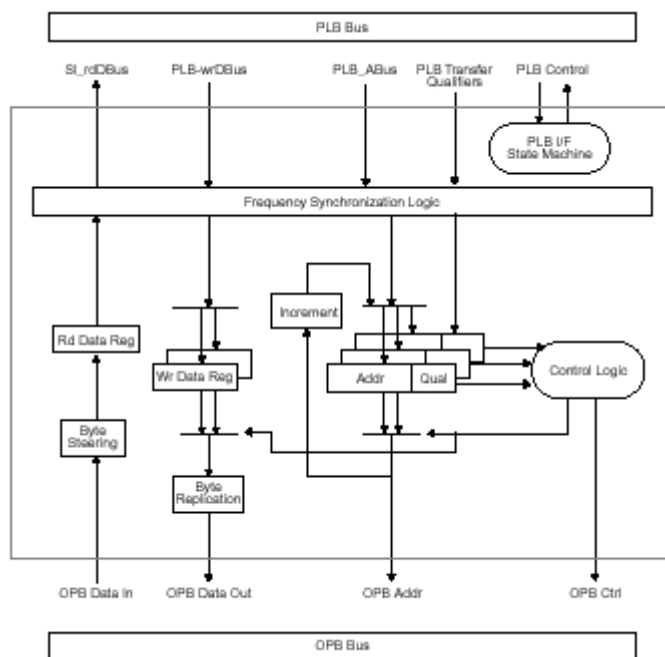 PLB Bus
Sl_rdDBus
PLB-wrDBus
PLB_ABus
PLB Transfer
Qualifiers
PLB Control
PLB I/F
State Machine
Frequency Synchronization Logic
Increment
Rd Data Reg
Wr Data Reg
Addr
Qual
Control Logic
Byte
Steering
Byte
Replication
OPB Data In
OPB Data Out
OPB Addr
OPB Ctrl
OPB Bus